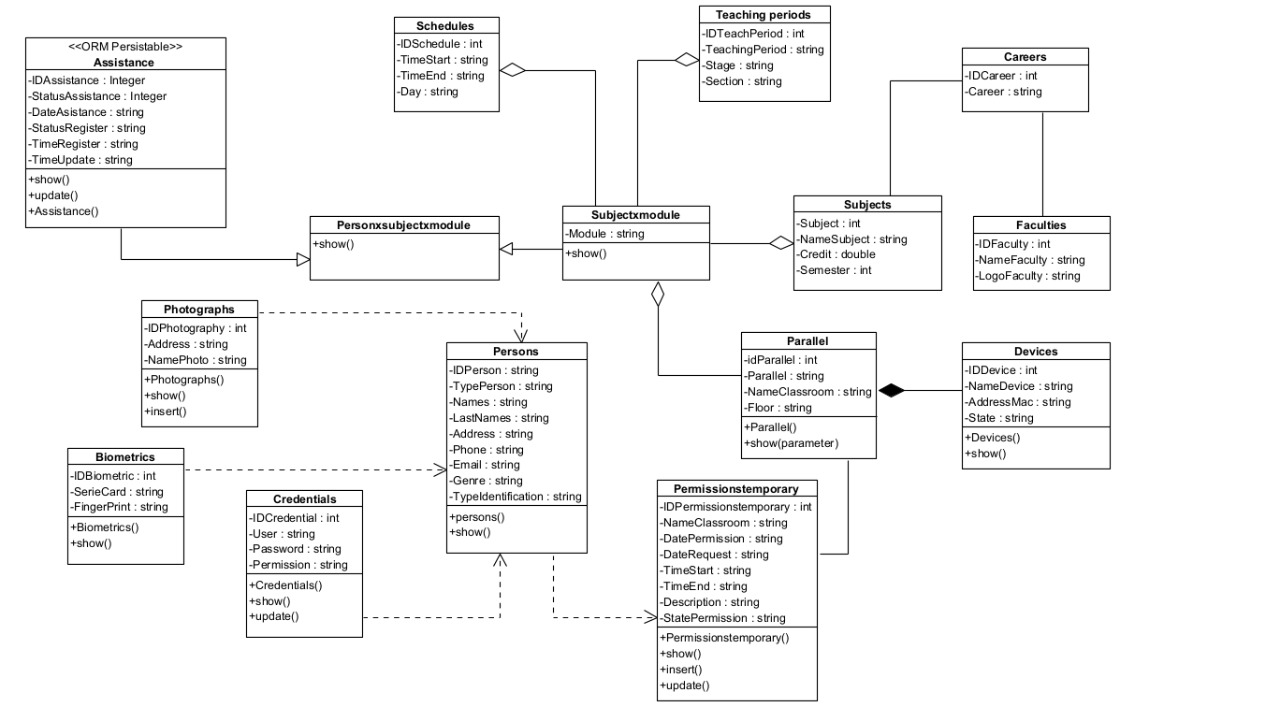 <<ORM Persistable>>
Assistance
-IDAssistance : Integer
-StatusAssistance : Integer
-DateAsistance : string
-StatusRegister : string
-TimeRegister : string
-TimeUpdate : string
+show()
+update()
+Assistance()
Schedules
-IDSchedule : int
-TimeStart : string
-TimeEnd : string
-Day : string
Teaching periods
-IDTeachPeriod : int
-TeachingPeriod : string
-Stage : string
-Section : string
Careers
-IDCareer : int
-Career : string
Personxsubjectxmodule
+show()
Subjectxmodule
-Module : string
+show()
Subjects
-Subject : int
-NameSubject : string
-Credit : double
-Semester : int
Faculties
-IDFaculty : int
-NameFaculty : string
-LogoFaculty : string
Photographs
-IDPhotography : int
-Address : string
-NamePhoto : string
+Photographs()
+show()
+insert()
Persons
-IDPerson : string
-TypePerson : string
-Names : string
-LastNames : string
-Address : string
-Phone : string
-Email : string
-Genre : string
-TypeIdentification : string
+persons()
+show()
Parallel
-idParallel : int
-Parallel : string
-NameClassroom : string
-Floor : string
+Parallel()
+show(parameter)
Devices
-IDDevice : int
-NameDevice : string
-AddressMac : string
-State : string
+Devices()
+show()
Biometrics
-IDBiometric : int
-SerieCard : string
-FingerPrint : string
+Biometrics()
+show()
Credentials
-IDCredential : int
-User : string
-Password : string
-Permission : string
+Credentials()
+show()
+update()
Permissionstemporary
-IDPermissionstemporary : int
-NameClassroom : string
-DatePermission : string
-DateRequest : string
-TimeStart : string
-TimeEnd : string
-Description : string
-StatePermission : string
+Permissionstemporary()
+show()
+insert()
+update()